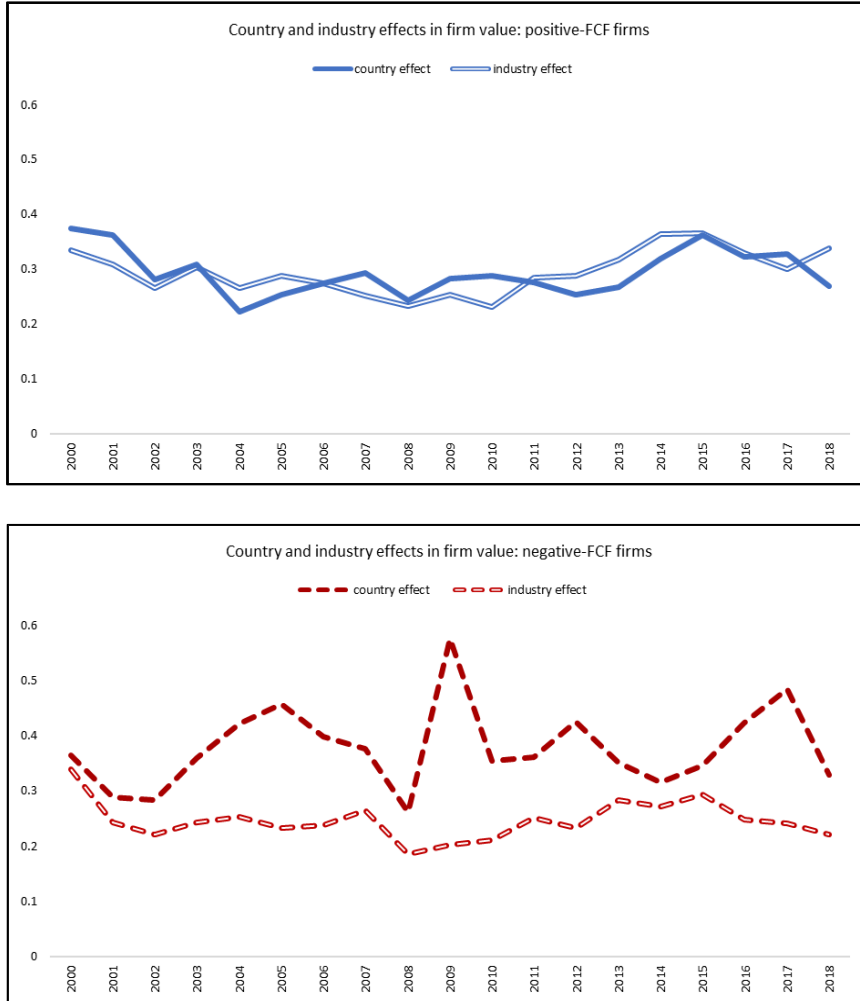 Country and industry effects in firm value: positive-FCF firms
country effect industry effect
0.6
0.5
0.4
0.3
0.2
0.1
0
2000 2001 2002 2003 2004 2005 2006 2007 2008 2009 2010 2011 2012 2013 2014 2015 2016 2017 2018
Country and industry effects in firm value: negative-FCF firms
country effect industry effect
0.6
0.5
0.4
0.3
0.2
0.1
0
2000 2001 2002 2003 2004 2005 2006 2007 2008 2009 2010 2011 2012 2013 2014 2015 2016 2017 2018